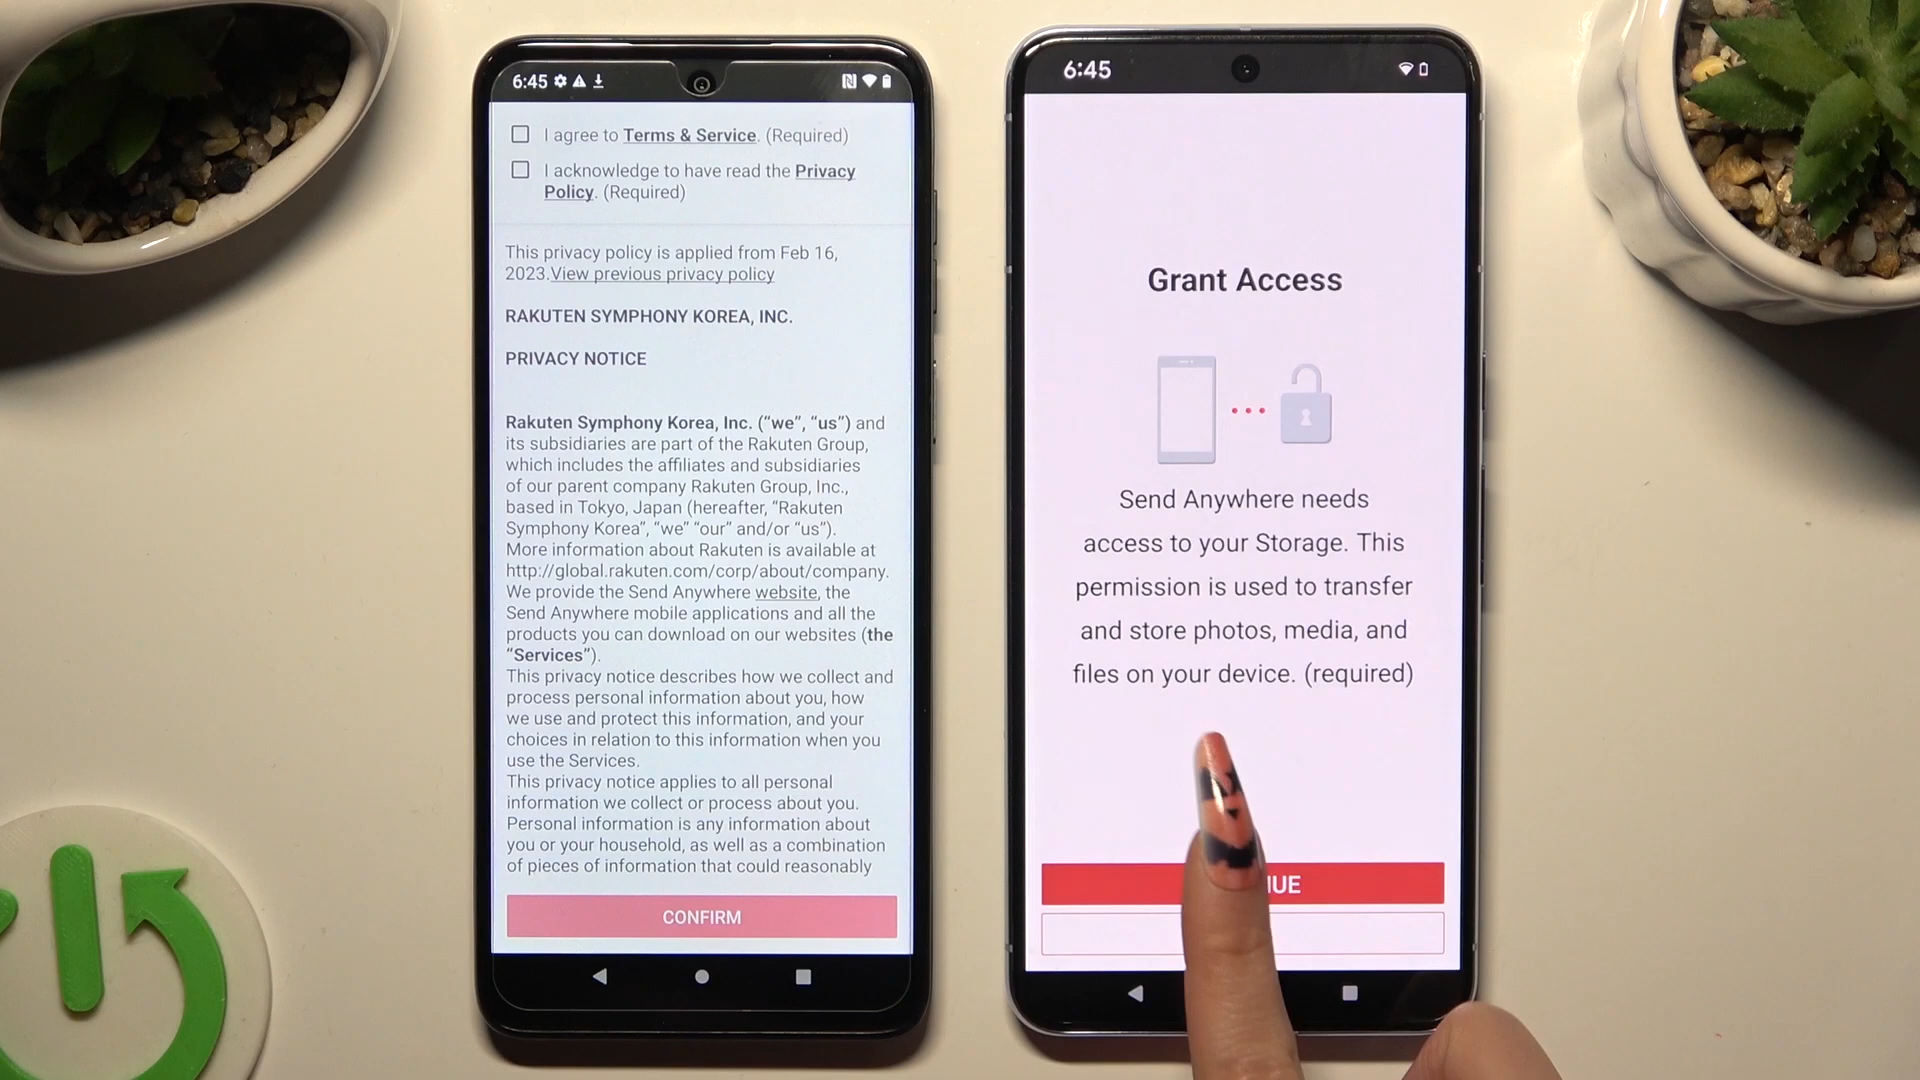 6:45
I agree to Terms & Service. (Required)
I acknowledge to have read the Privacy
Policy. (Required)
This privacy policy is applied from Feb 16,
2023.View previous privacy policy
RAKUTEN SYMPHONY KOREA, INC.
PRIVACY NOTICE
Rakuten Symphony Korea, Inc. (“we”, “us”) and
its subsidiaries are part of the Rakuten Group,
which includes the affiliates and subsidiaries
of our parent company Rakuten Group, Inc.,
based in Tokyo, Japan (hereafter, “Rakuten
Symphony Korea”, “we” “our” and/or “us”).
More information about Rakuten is available at
http://global.rakuten.com/corp/about/company.
We provide the Send Anywhere website, the
Send Anywhere mobile applications and all the
products you can download on our websites (the
“Services”).
This privacy notice describes how we collect and
process personal information about you, how
we use and protect this information, and your
choices in relation to this information when you
use the Services.
This privacy notice applies to all personal
information we collect or process about you.
Personal information is any information about
you or your household, as well as a combination
of pieces of information that could reasonably
CONFIRM
6:45
Grant Access
Send Anywhere needs
access to your Storage. This
permission is used to transfer
and store photos, media, and
files on your device. (required)